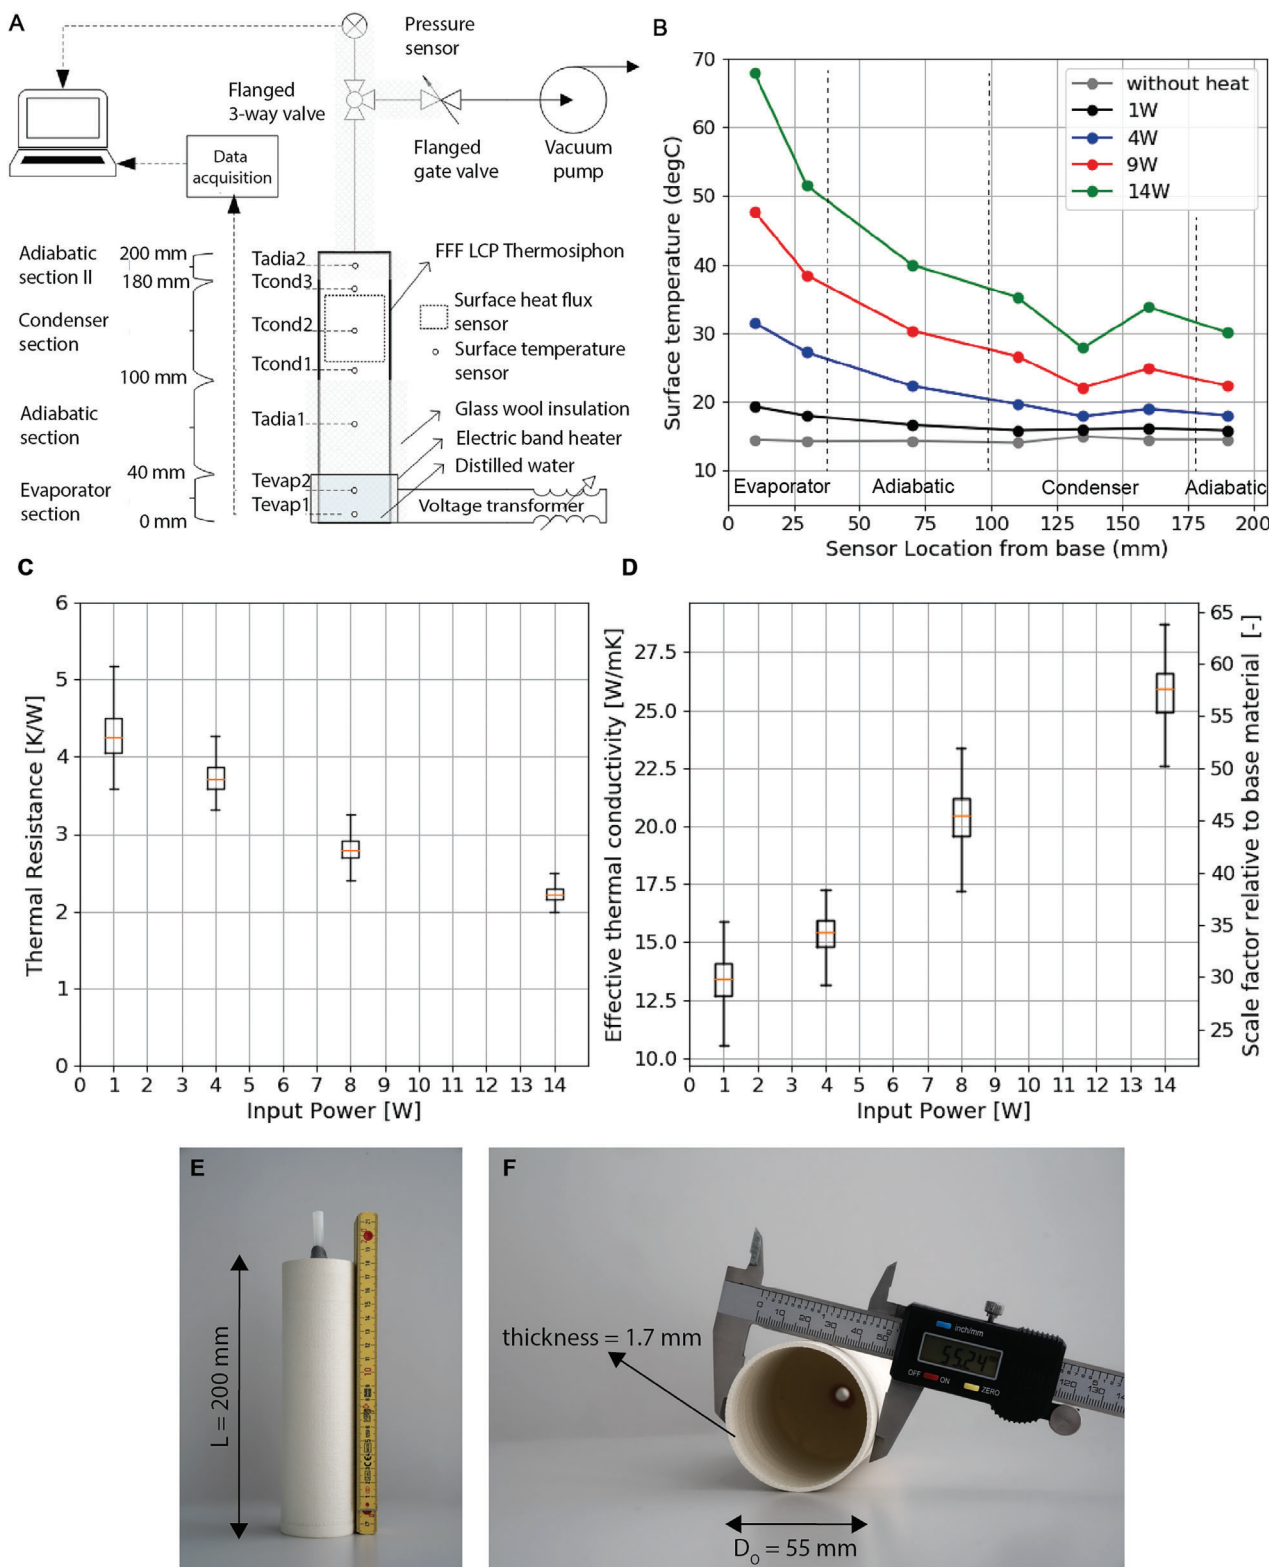 A
Pressure
sensor
Flanged
3-way valve
Flanged
gate valve
Vacuum
pump
Data
acquisition
Adiabatic
section II
200 mm
180 mm
Condenser
section
100 mm
Adiabatic
section
40 mm
Evaporator
section
0 mm
Tadia2
Tcond3
Tcond2
Tcond1
Tadia1
Tevap2
Tevap1
FFF LCP Thermosiphon
Surface heat flux
sensor
Surface temperature
sensor
Glass wool insulation
Electric band heater
Distilled water
Voltage transformer
B
Surface temperature (degC)
70
60
50
40
30
20
10
without heat
1W
4W
9W
14W
Evaporator
Adiabatic
Condenser
Adiabatic
0 25 50 75 100 125 150 175 200
Sensor Location from base (mm)
C
Thermal Resistance [K/W]
6
5
4
3
2
1
0
0 1 2 3 4 5 6 7 8 9 10 11 12 13 14
Input Power [W]
D
Effective thermal conductivity [W/mK]
27.5
25.0
22.5
20.0
17.5
15.0
12.5
10.0
65
60
55
50
45
40
35
30
25
Scale factor relative to base material [-]
0 1 2 3 4 5 6 7 8 9 10 11 12 13 14
Input Power [W]
E
L = 200 mm
F
thickness = 1.7 mm
inch/mm
55.24
OFF ON
ZERO
D₀ = 55 mm